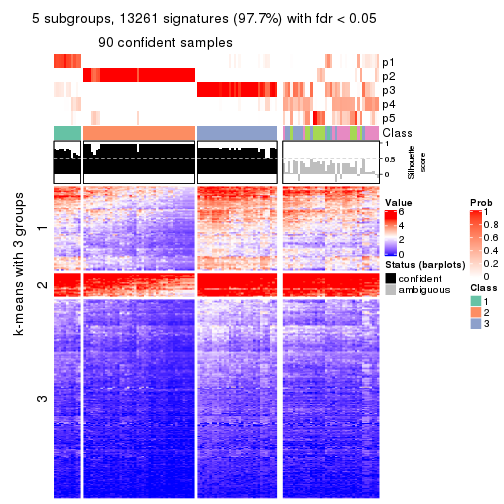 5 subgroups, 13261 signatures (97.7%) with fdr < 0.05
90 confident samples
p1
p2
p3
p4
p5
Class
1
0.5
0
Silhouette
score
k-means with 3 groups
1
2
3
Value
6
4
2
0
Status (barplots)
confident
ambiguous
Prob
1
0.8
0.6
0.4
0.2
0
Class
1
2
3